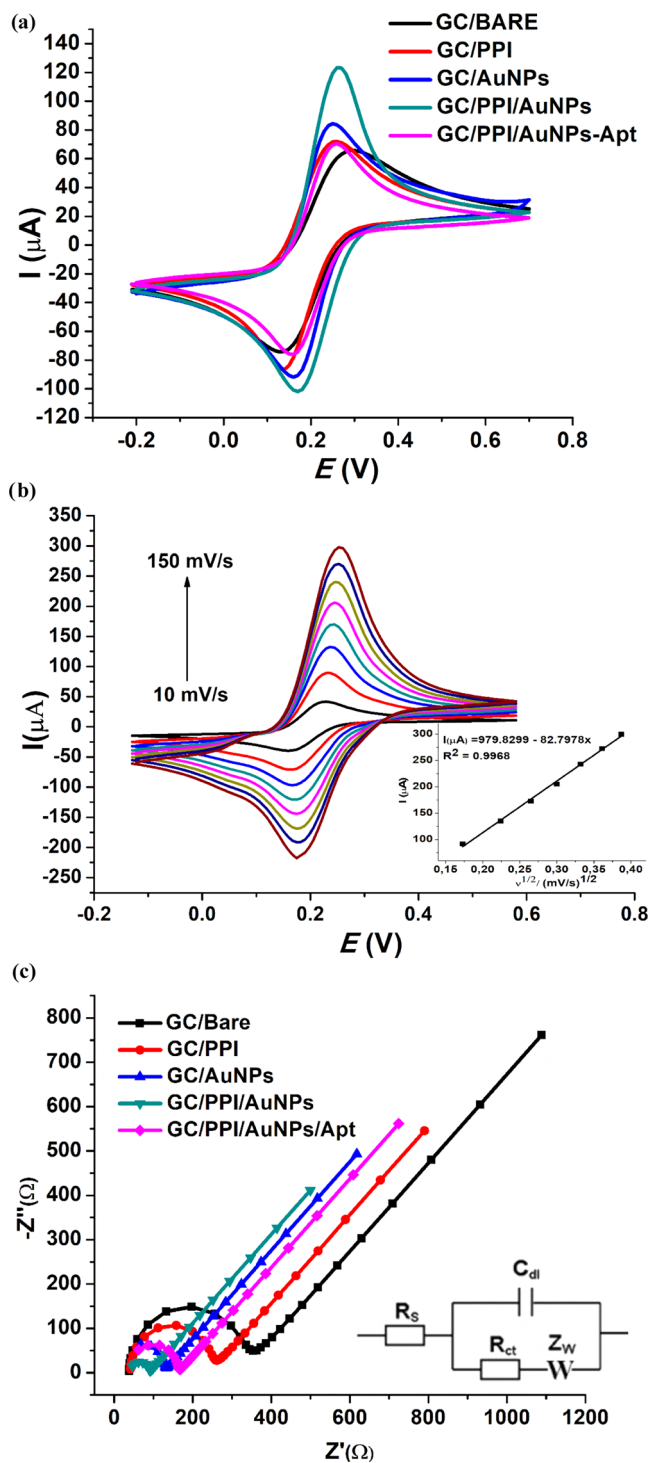 (a)
GC/BARE
GC/PPI
GC/AuNPs
GC/PPI/AuNPs
GC/PPI/AuNPs-Apt
140
120
100
80
60
40
20
0
-20
-40
-60
-80
-100
-120
I (µA)
-0.2 0.0 0.2 0.4 0.6 0.8
E (V)
(b)
350
300
250
200
150
100
50
0
-50
-100
-150
-200
-250
I(µA)
150 mV/s
10 mV/s
I(µA) =979.8299 - 82.7978x
R² = 0.9968
300
250
200
150
100
I (µA)
0,15 0,20 0,25 0,30 0,35 0,40
ν1/2/ (mV/s)1/2
-0.2 0.0 0.2 0.4 0.6 0.8
E (V)
(c)
GC/Bare
GC/PPI
GC/AuNPs
GC/PPI/AuNPs
GC/PPI/AuNPs/Apt
800
700
600
500
400
300
200
100
0
-Z''(Ω)
Cdl
RS
Rct
ZW
W
0 200 400 600 800 1000 1200
Z'(Ω)